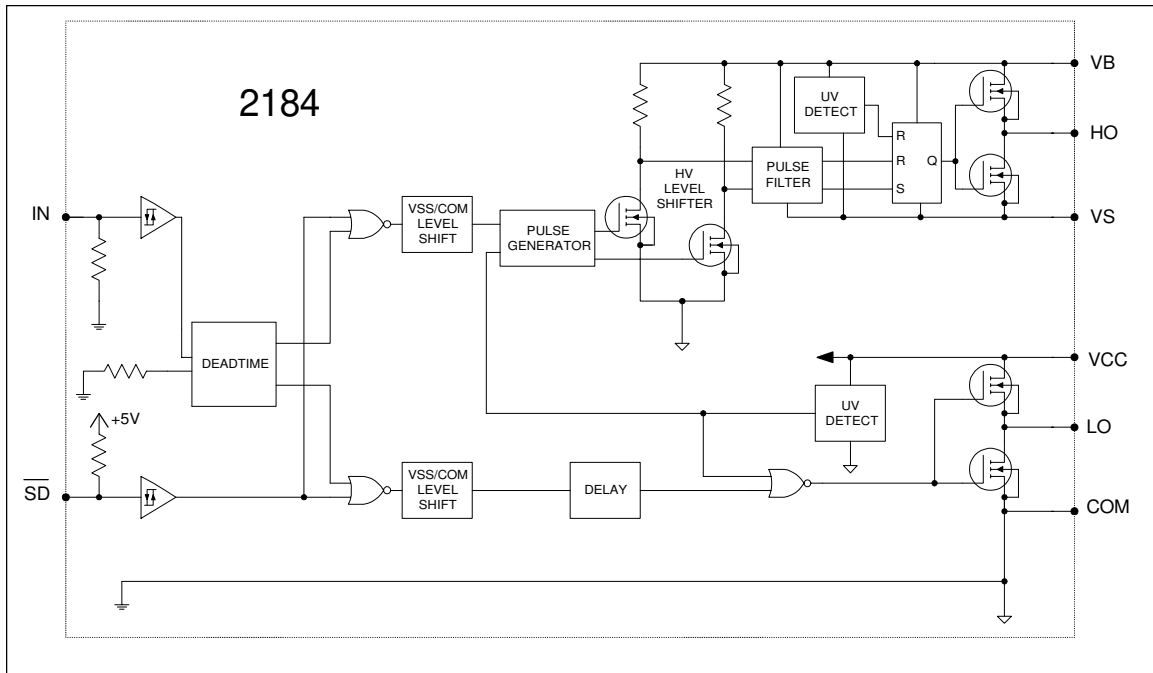 2184
VB
UV
DETECT
HO
R
R
Q
S
PULSE
FILTER
HV
LEVEL
SHIFTER
IN
VSS/COM
LEVEL
SHIFT
PULSE
GENERATOR
VS
DEADTIME
VCC
+5V
UV
DETECT
LO
SD
VSS/COM
LEVEL
SHIFT
DELAY
COM